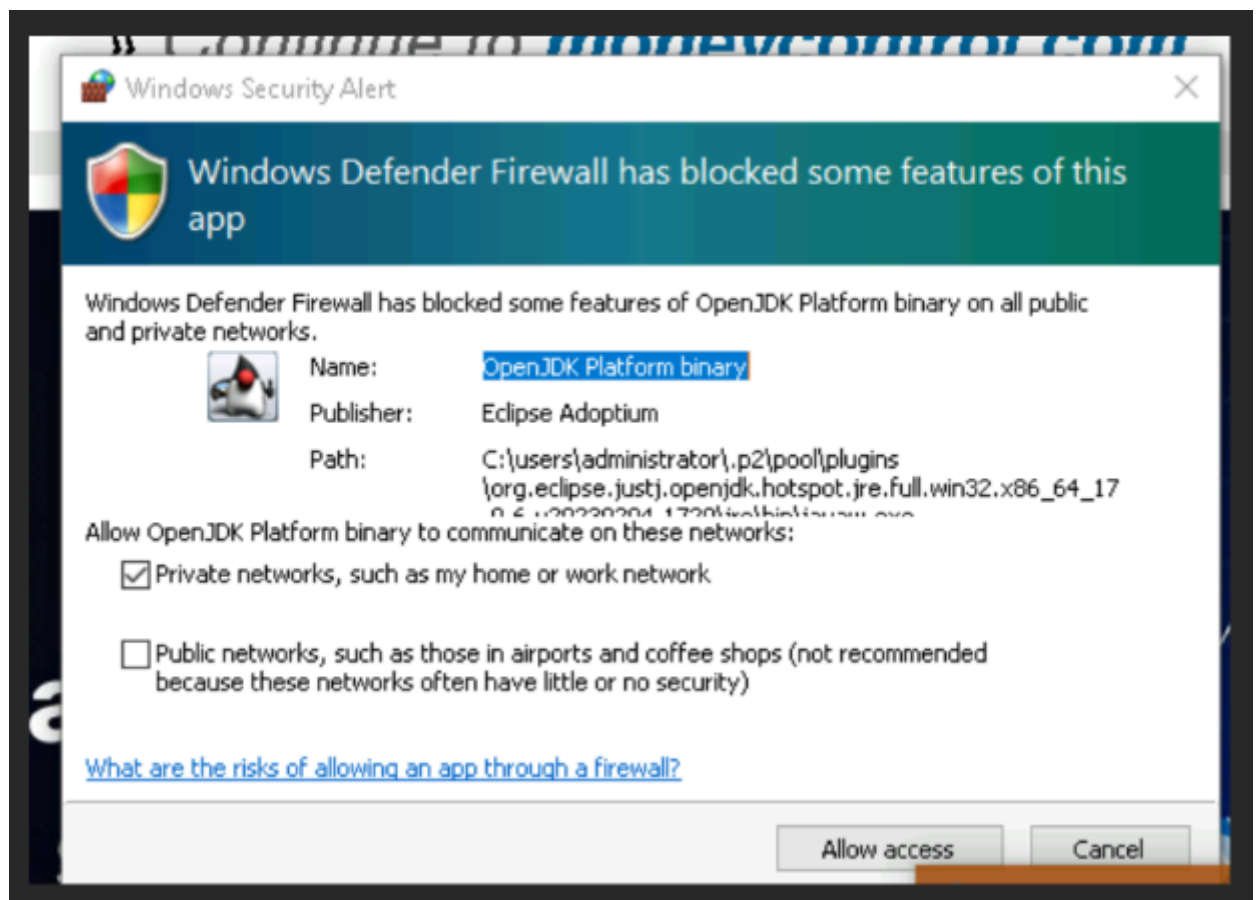 » Continue to moneycontrol.com
Windows Security Alert
Windows Defender Firewall has blocked some features of this
app
Windows Defender Firewall has blocked some features of OpenJDK Platform binary on all public
and private networks.
Name: OpenJDK Platform binary
Publisher: Eclipse Adoptium
Path: C:\users\administrator\.p2\pool\plugins
\org.eclipse.justj.openjdk.hotspot.jre.full.win32.x86_64_17
Allow OpenJDK Platform binary to communicate on these networks:
Private networks, such as my home or work network
Public networks, such as those in airports and coffee shops (not recommended
because these networks often have little or no security)
What are the risks of allowing an app through a firewall?
Allow access Cancel